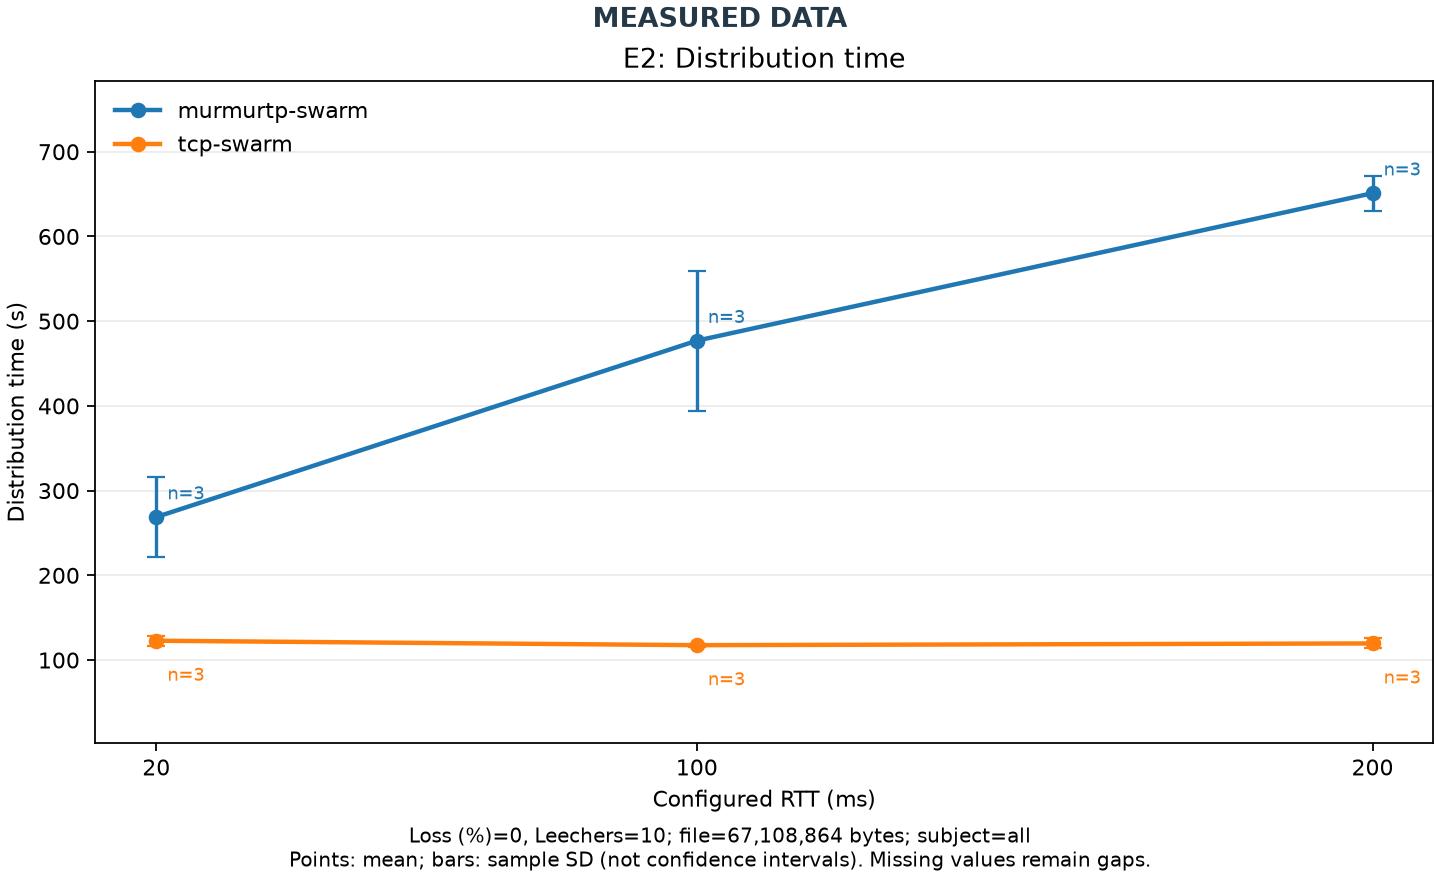 MEASURED DATA
E2: Distribution time
murmurtp-swarm
tcp-swarm
Distribution time (s)
700
600
500
400
300
200
100
n=3
n=3
n=3
n=3
n=3
n=3
20
100
200
Configured RTT (ms)
Loss (%)=0, Leechers=10; file=67,108,864 bytes; subject=all
Points: mean; bars: sample SD (not confidence intervals). Missing values remain gaps.